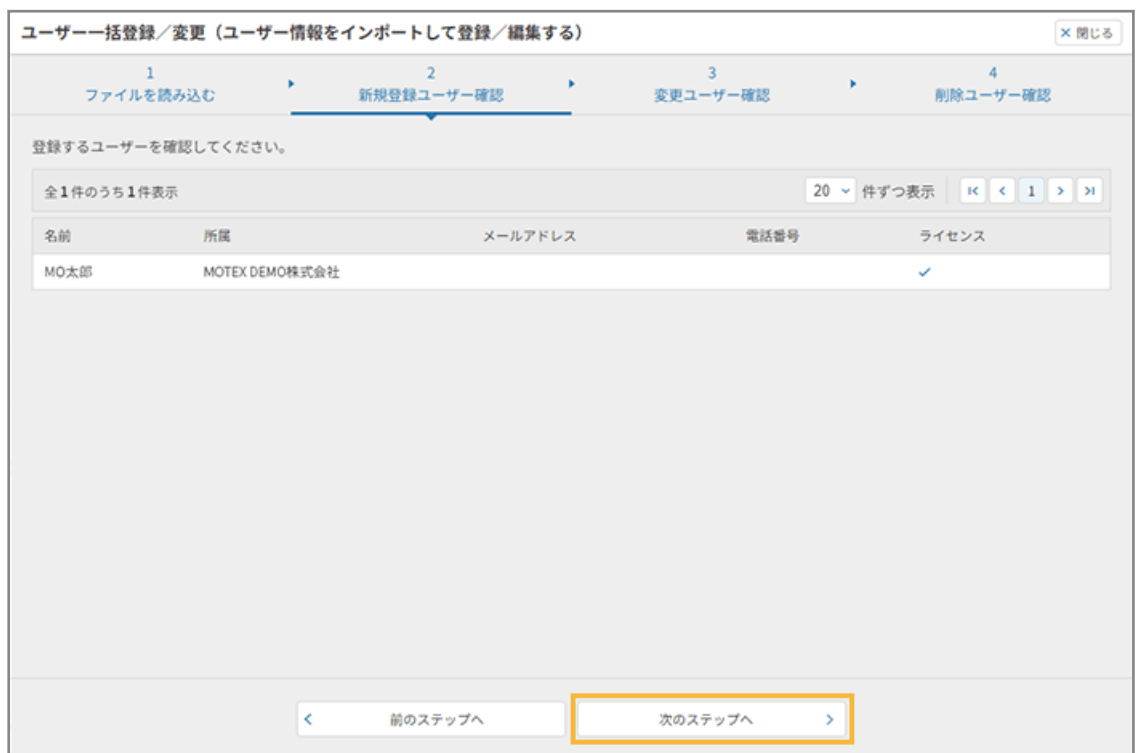 ユーザー一括登録／変更（ユーザー情報をインポートして登録／編集する）
× 閉じる
1
ファイルを読み込む
2
新規登録ユーザー確認
3
変更ユーザー確認
4
削除ユーザー確認
登録するユーザーを確認してください。
全1件のうち1件表示
20 件ずつ表示 1
名前 所属 メールアドレス 電話番号 ライセンス
MO太郎 MOTEX DEMO株式会社
前のステップへ
次のステップへ